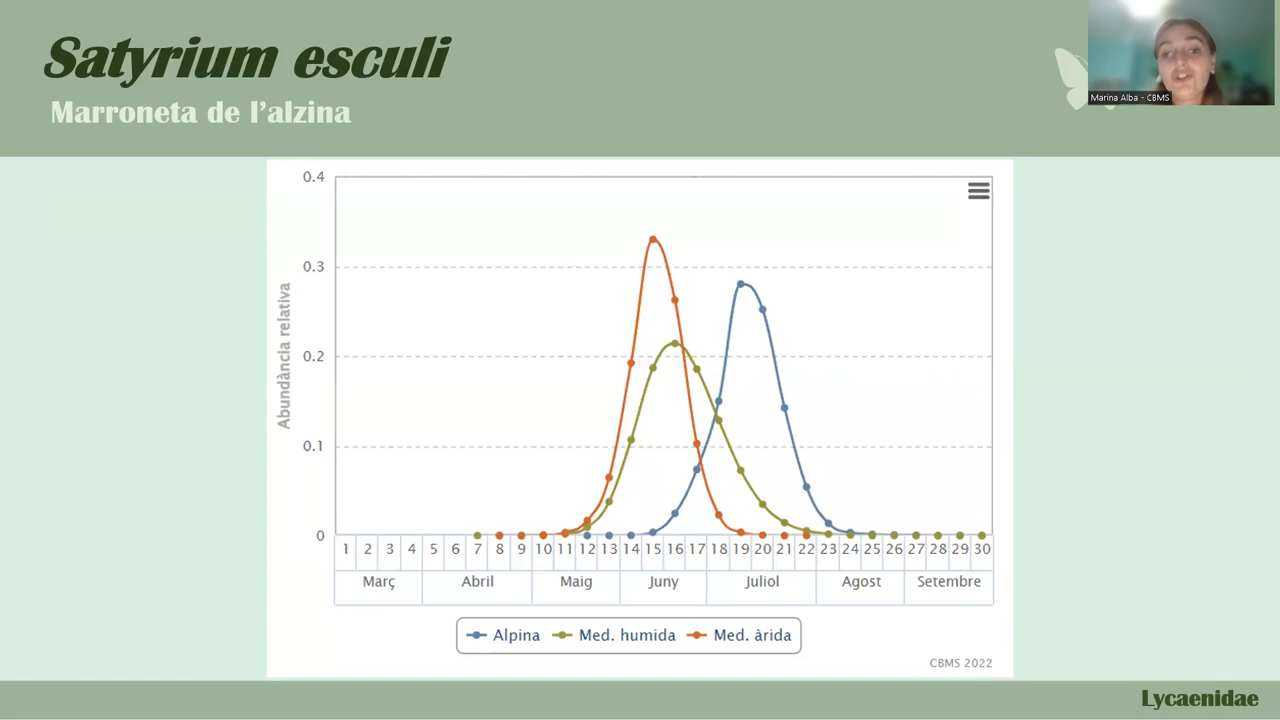 Satyrium esculi
Marroneta de l'alzina
Marina Alba - CBMS
Abundància relativa
0.4
0.3
0.2
0.1
0
1 2 3 4 5 6 7 8 9 10 11 12 13 14 15 16 17 18 19 20 21 22 23 24 25 26 27 28 29 30
Març Abril Maig Juny Juliol Agost Setembre
Alpina Med. humida Med. àrida
CBMS 2022
Lycaenidae